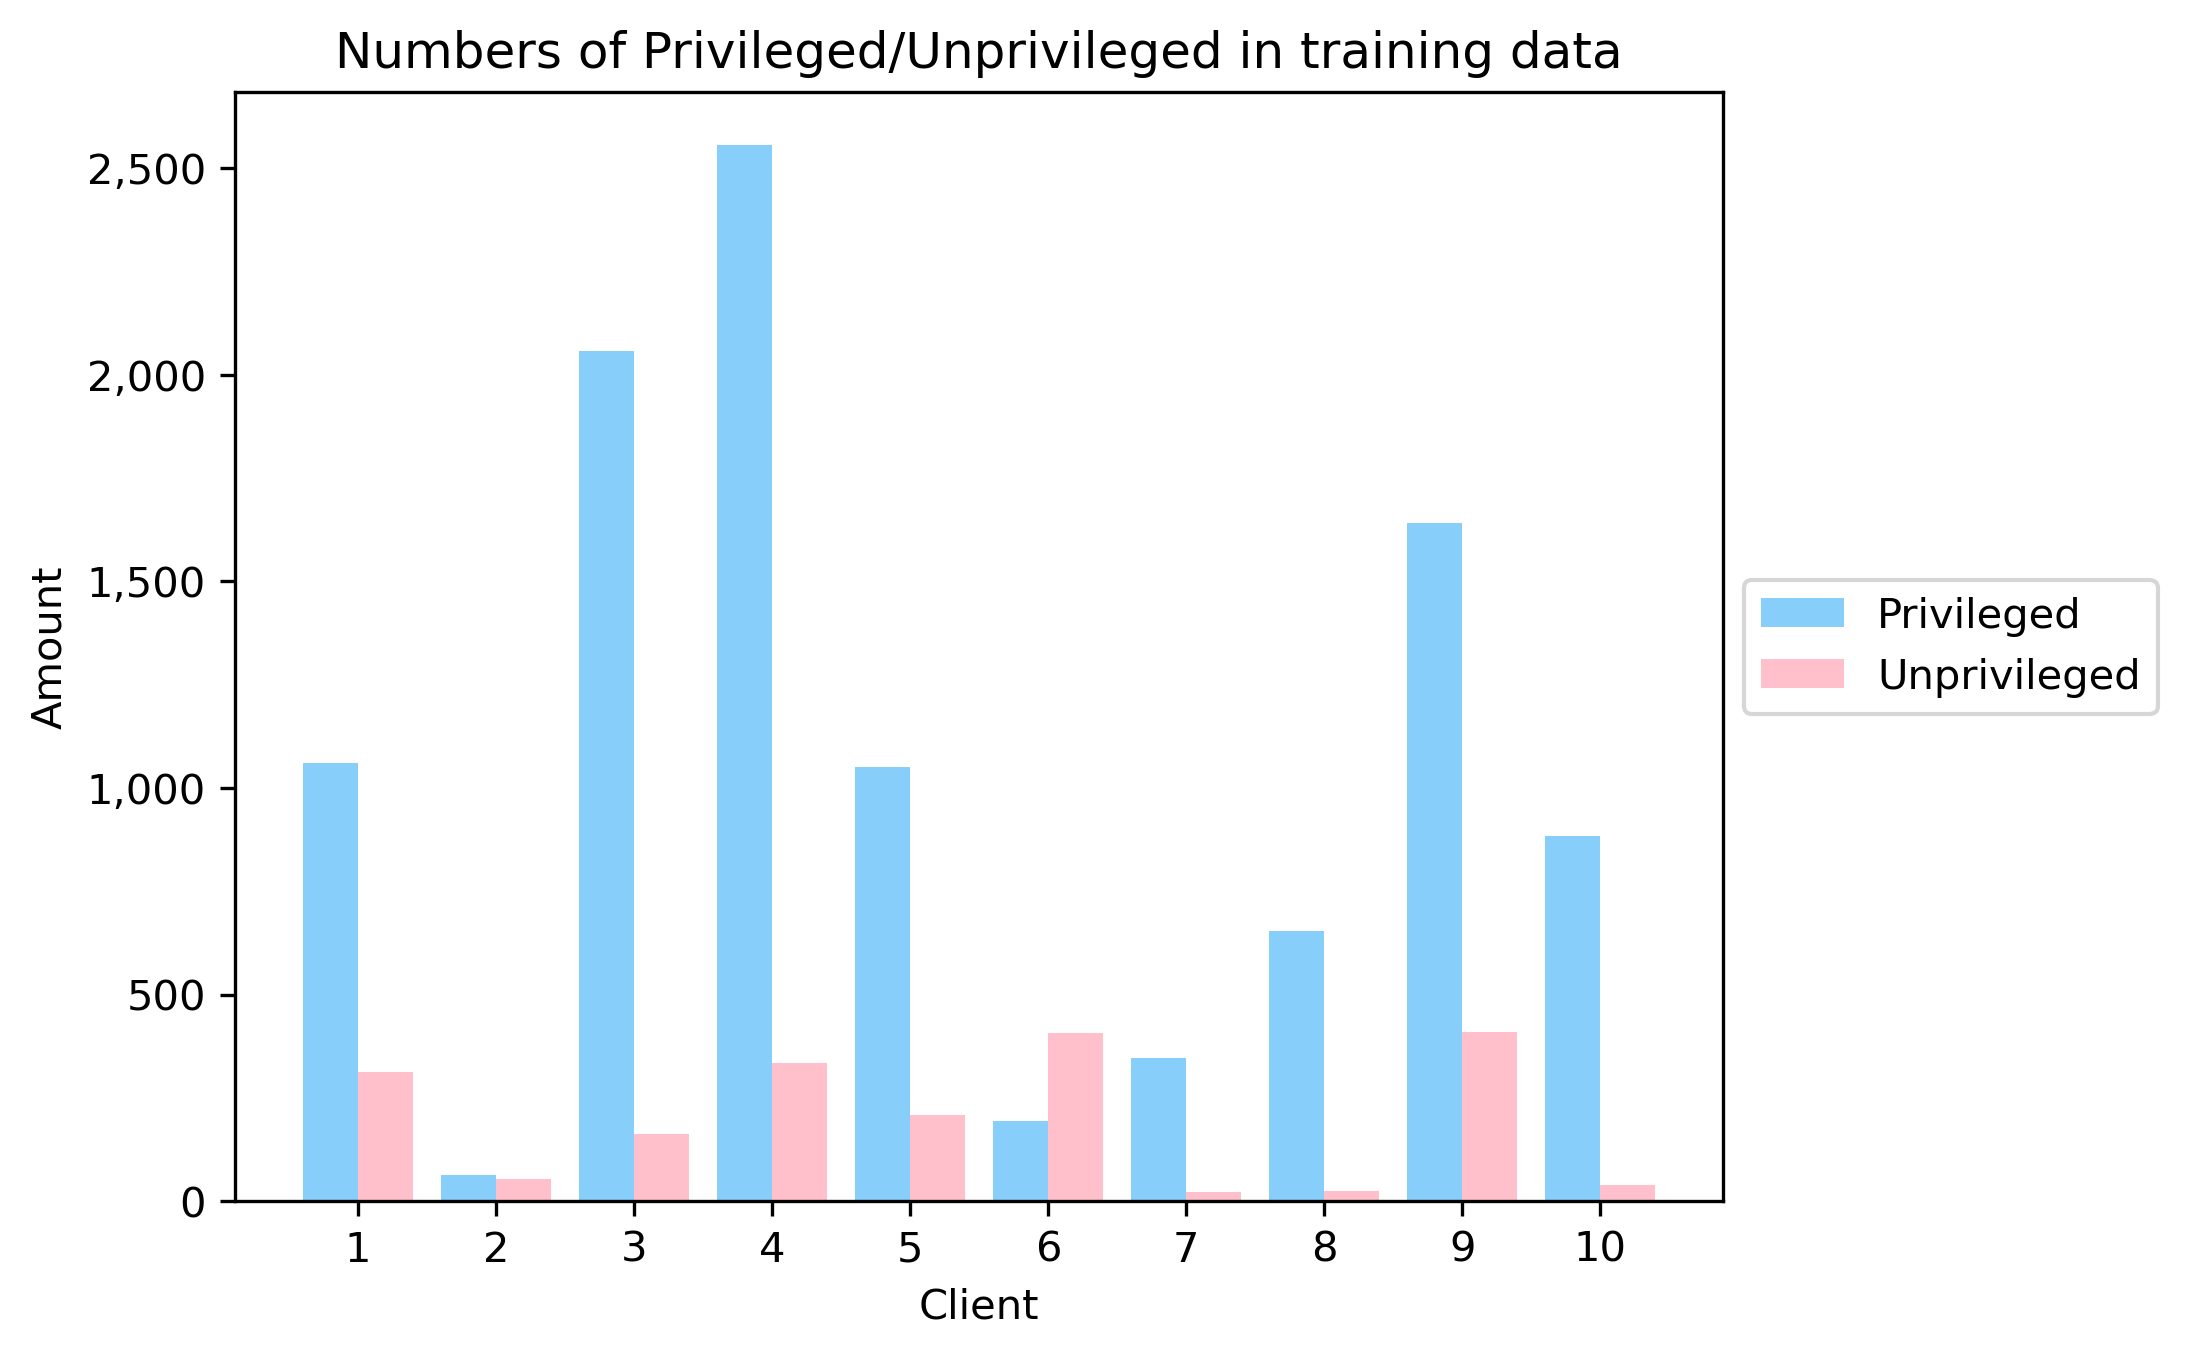 Numbers of Privileged/Unprivileged in training data
2,500
2,000
1,500
1,000
500
0
Amount
1 2 3 4 5 6 7 8 9 10
Client
Privileged
Unprivileged